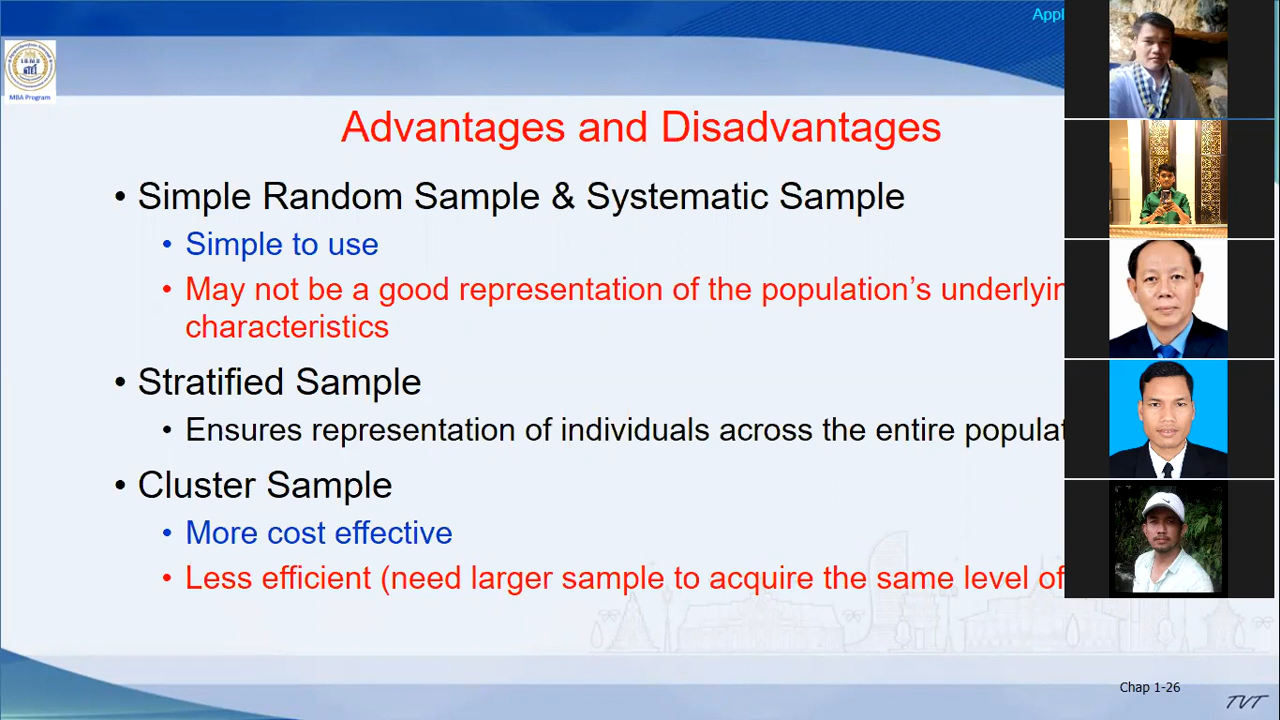 Appl
MBA Program
Advantages and Disadvantages
• Simple Random Sample & Systematic Sample
• Simple to use
• May not be a good representation of the population’s underlyin
characteristics
• Stratified Sample
• Ensures representation of individuals across the entire populat
• Cluster Sample
• More cost effective
• Less efficient (need larger sample to acquire the same level of
Chap 1-26
TVT